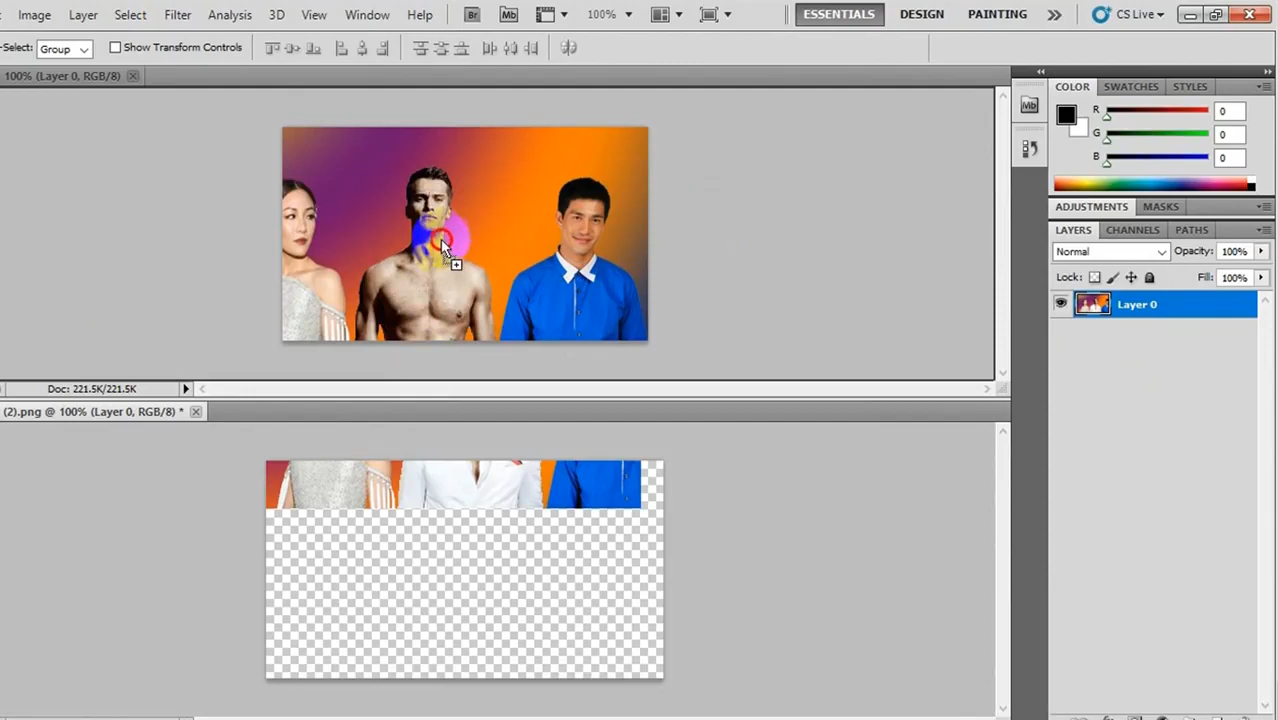 Image Layer Select Filter Analysis 3D View Window Help Br Mb 100% ESSENTIALS DESIGN PAINTING CS Live
-Select: Group Show Transform Controls
100% (Layer 0, RGB/8)
COLOR SWATCHES STYLES
Mb
R 0
G 0
B 0
ADJUSTMENTS MASKS
LAYERS CHANNELS PATHS
Normal Opacity: 100%
Lock: Fill: 100%
Layer 0
Doc: 221.5K/221.5K
(2).png @ 100% (Layer 0, RGB/8) *